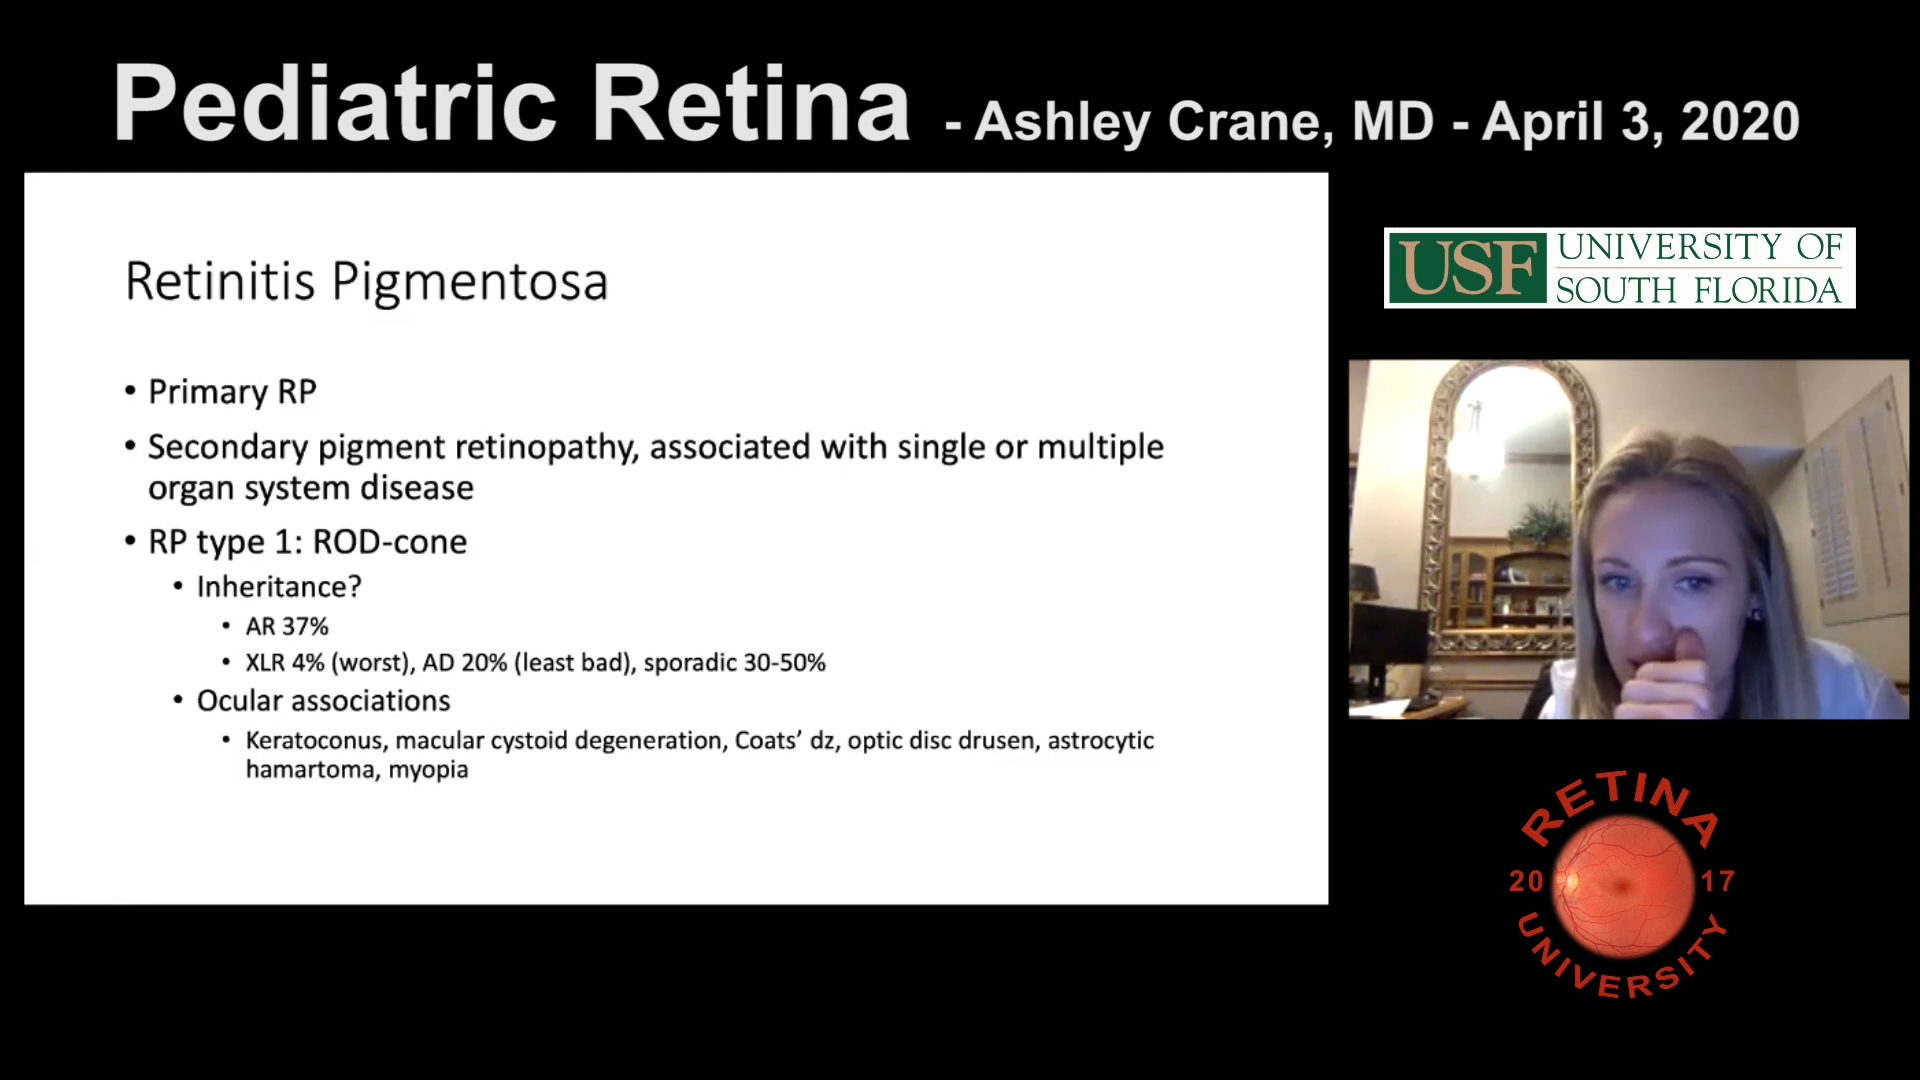 Pediatric Retina - Ashley Crane, MD - April 3, 2020
Retinitis Pigmentosa
• Primary RP
• Secondary pigment retinopathy, associated with single or multiple
organ system disease
• RP type 1: ROD-cone
• Inheritance?
• AR 37%
• XLR 4% (worst), AD 20% (least bad), sporadic 30-50%
• Ocular associations
• Keratoconus, macular cystoid degeneration, Coats’ dz, optic disc drusen, astrocytic
hamartoma, myopia
USF UNIVERSITY OF
SOUTH FLORIDA
RETINA
20 17
UNIVERSITY